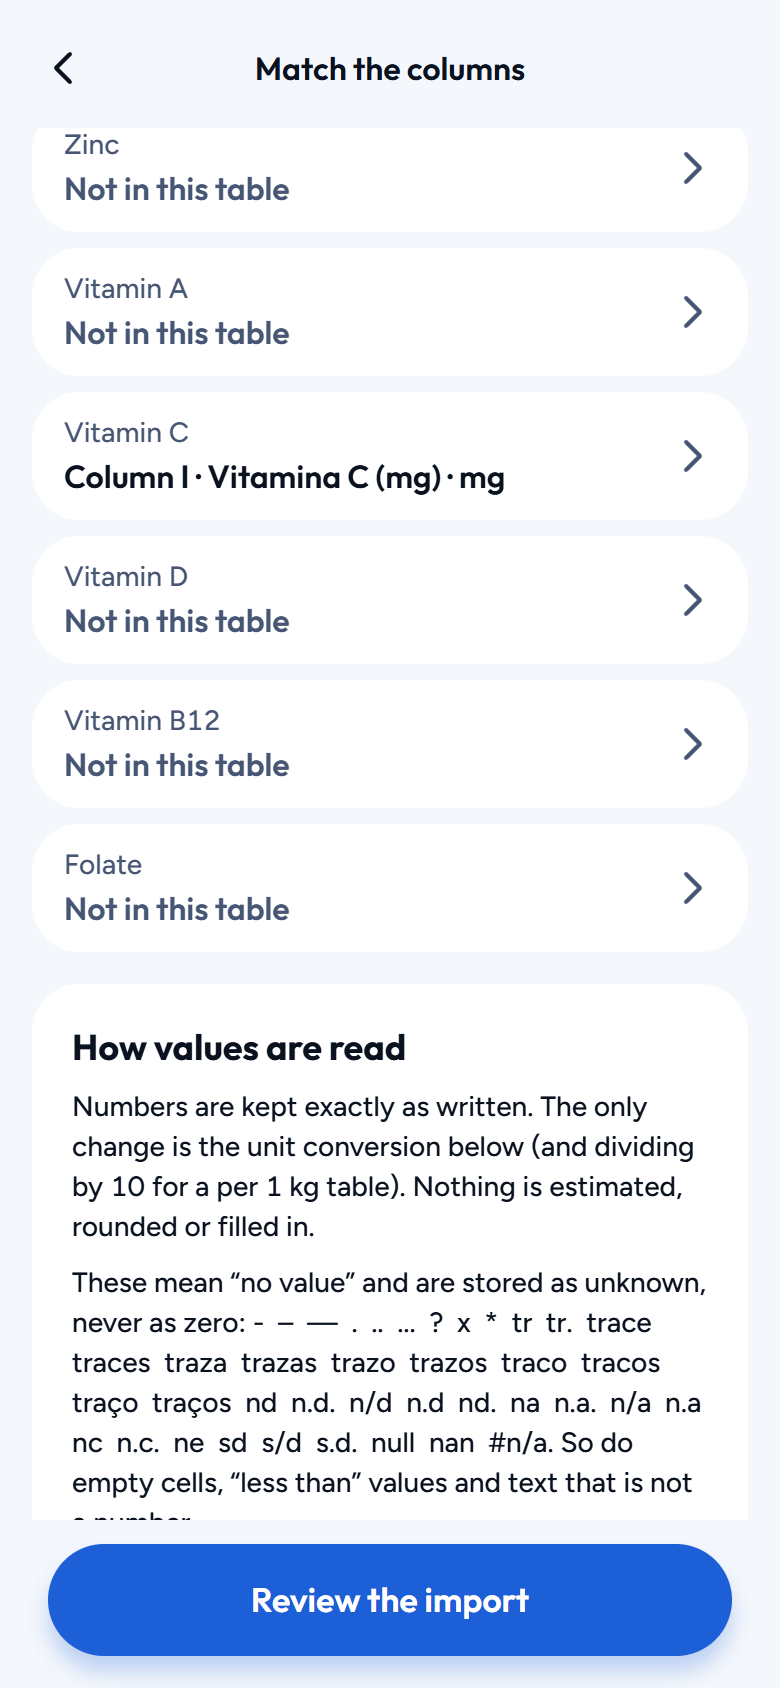 Match the columns
Zinc
Not in this table
Vitamin A
Not in this table
Vitamin C
Column I · Vitamina C (mg) · mg
Vitamin D
Not in this table
Vitamin B12
Not in this table
Folate
Not in this table
How values are read
Numbers are kept exactly as written. The only
change is the unit conversion below (and dividing
by 10 for a per 1 kg table). Nothing is estimated,
rounded or filled in.
These mean “no value” and are stored as unknown,
never as zero: - – — . .. ... ? x * tr tr. trace
traces traza trazas trazo trazos traco tracos
traço traços nd n.d. n/d n.d nd. na n.a. n/a n.a
nc n.c. ne sd s/d s.d. null nan #n/a. So do
empty cells, “less than” values and text that is not
Review the import